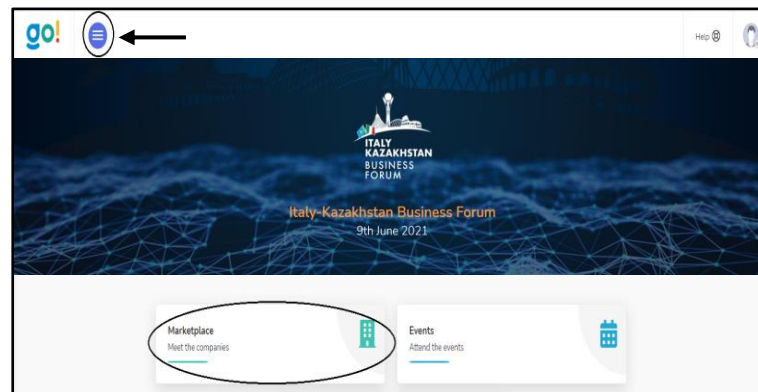 go!
Help
ITALY
KAZAKHSTAN
BUSINESS
FORUM
Italy-Kazakhstan Business Forum
9th June 2021
Marketplace
Meet the companies
Events
Attend the events